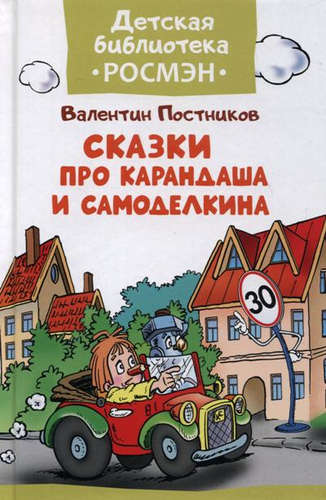 Детская
библиотека
•РОСМЭН•
Валентин Постников
СКАЗКИ
ПРО КАРАНДАША
И САМОДЕЛКИНА
30